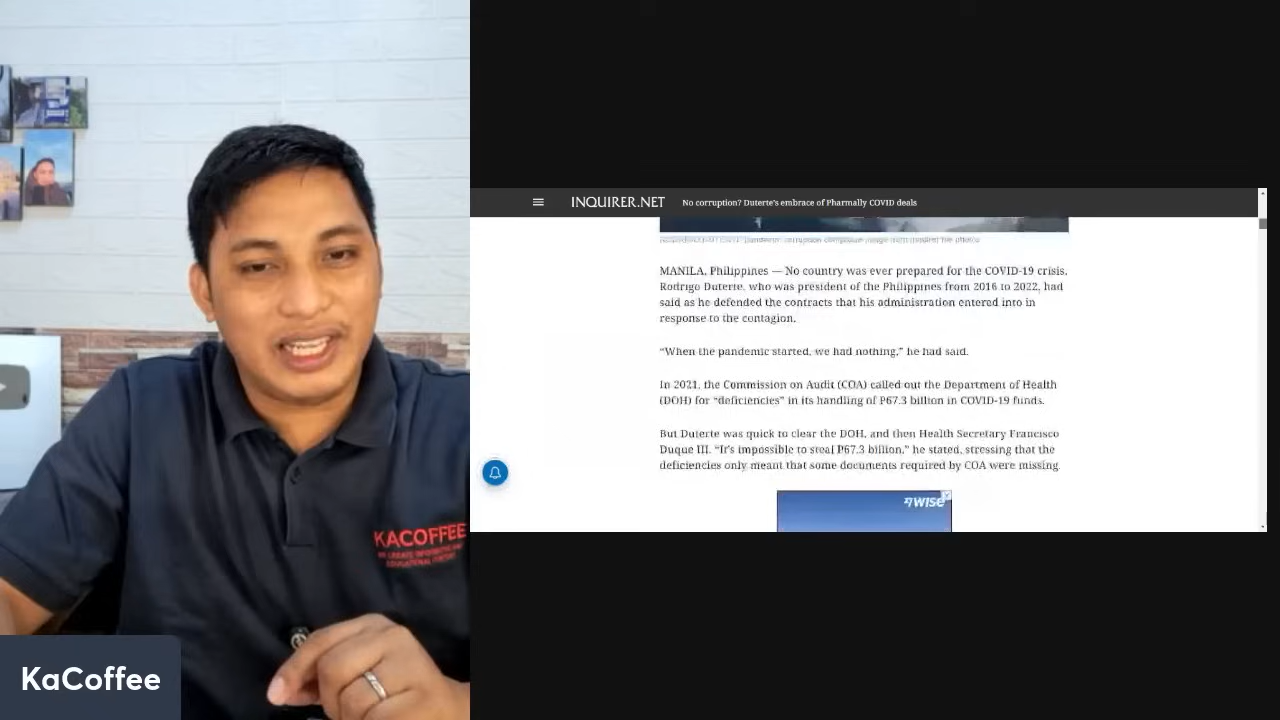 KACOFFEE
KaCoffee
INQUIRER.NET
No corruption? Duterte's embrace of Pharmally COVID deals
MANILA, Philippines — No country was ever prepared for the COVID-19 crisis,
Rodrigo Duterte, who was president of the Philippines from 2016 to 2022, had
said as he defended the contracts that his administration entered into in
response to the contagion.
“When the pandemic started, we had nothing,” he had said.
In 2021, the Commission on Audit (COA) called out the Department of Health
(DOH) for “deficiencies” in its handling of P67.3 billion in COVID-19 funds.
But Duterte was quick to clear the DOH, and then Health Secretary Francisco
Duque III. “It's impossible to steal P67.3 billion,” he stated, stressing that the
deficiencies only meant that some documents required by COA were missing.
WISE